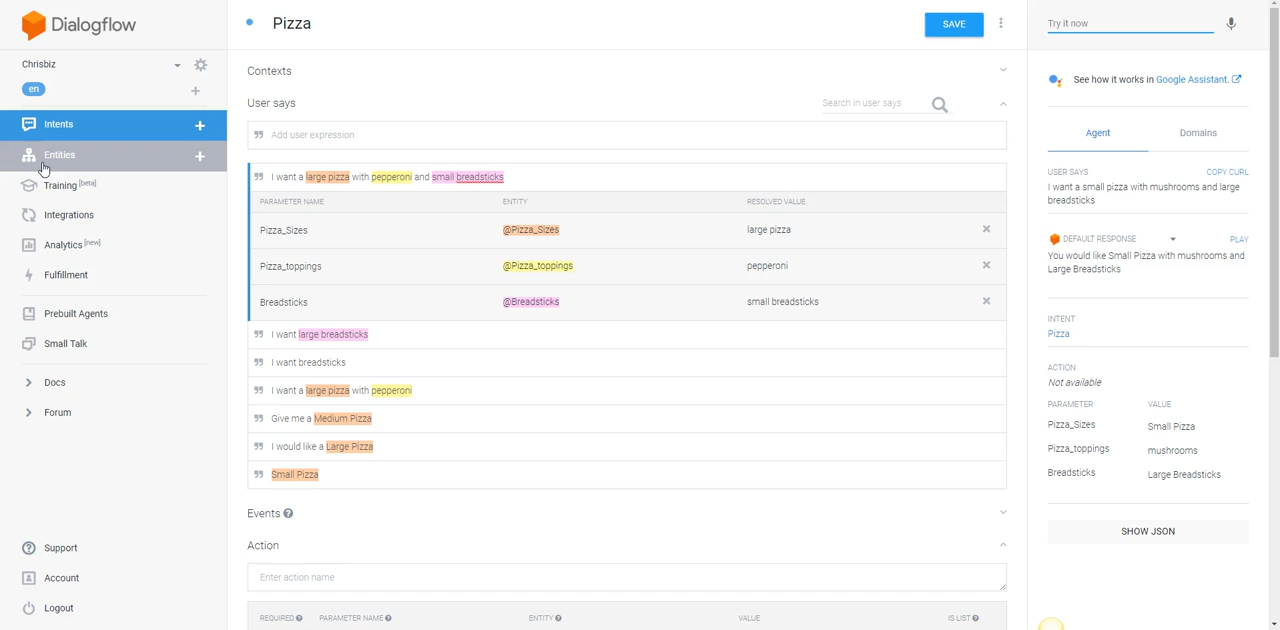 Dialogflow
Chrisbiz
en
Intents
Entities
Training [beta]
Integrations
Analytics [new]
Fulfillment
Prebuilt Agents
Small Talk
Docs
Forum
Support
Account
Logout
Pizza
SAVE
Contexts
User says
Search in user says
Add user expression
I want a large pizza with pepperoni and small breadsticks
PARAMETER NAME ENTITY RESOLVED VALUE
Pizza_Sizes @Pizza_Sizes large pizza
Pizza_toppings @Pizza_toppings pepperoni
Breadsticks @Breadsticks small breadsticks
I want large breadsticks
I want breadsticks
I want a large pizza with pepperoni
Give me a Medium Pizza
I would like a Large Pizza
Small Pizza
Events
Action
Enter action name
REQUIRED PARAMETER NAME ENTITY VALUE IS LIST
Try it now
See how it works in Google Assistant.
Agent Domains
USER SAYS COPY CURL
I want a small pizza with mushrooms and large
breadsticks
DEFAULT RESPONSE PLAY
You would like Small Pizza with mushrooms and
Large Breadsticks
INTENT
Pizza
ACTION
Not available
PARAMETER VALUE
Pizza_Sizes Small Pizza
Pizza_toppings mushrooms
Breadsticks Large Breadsticks
SHOW JSON